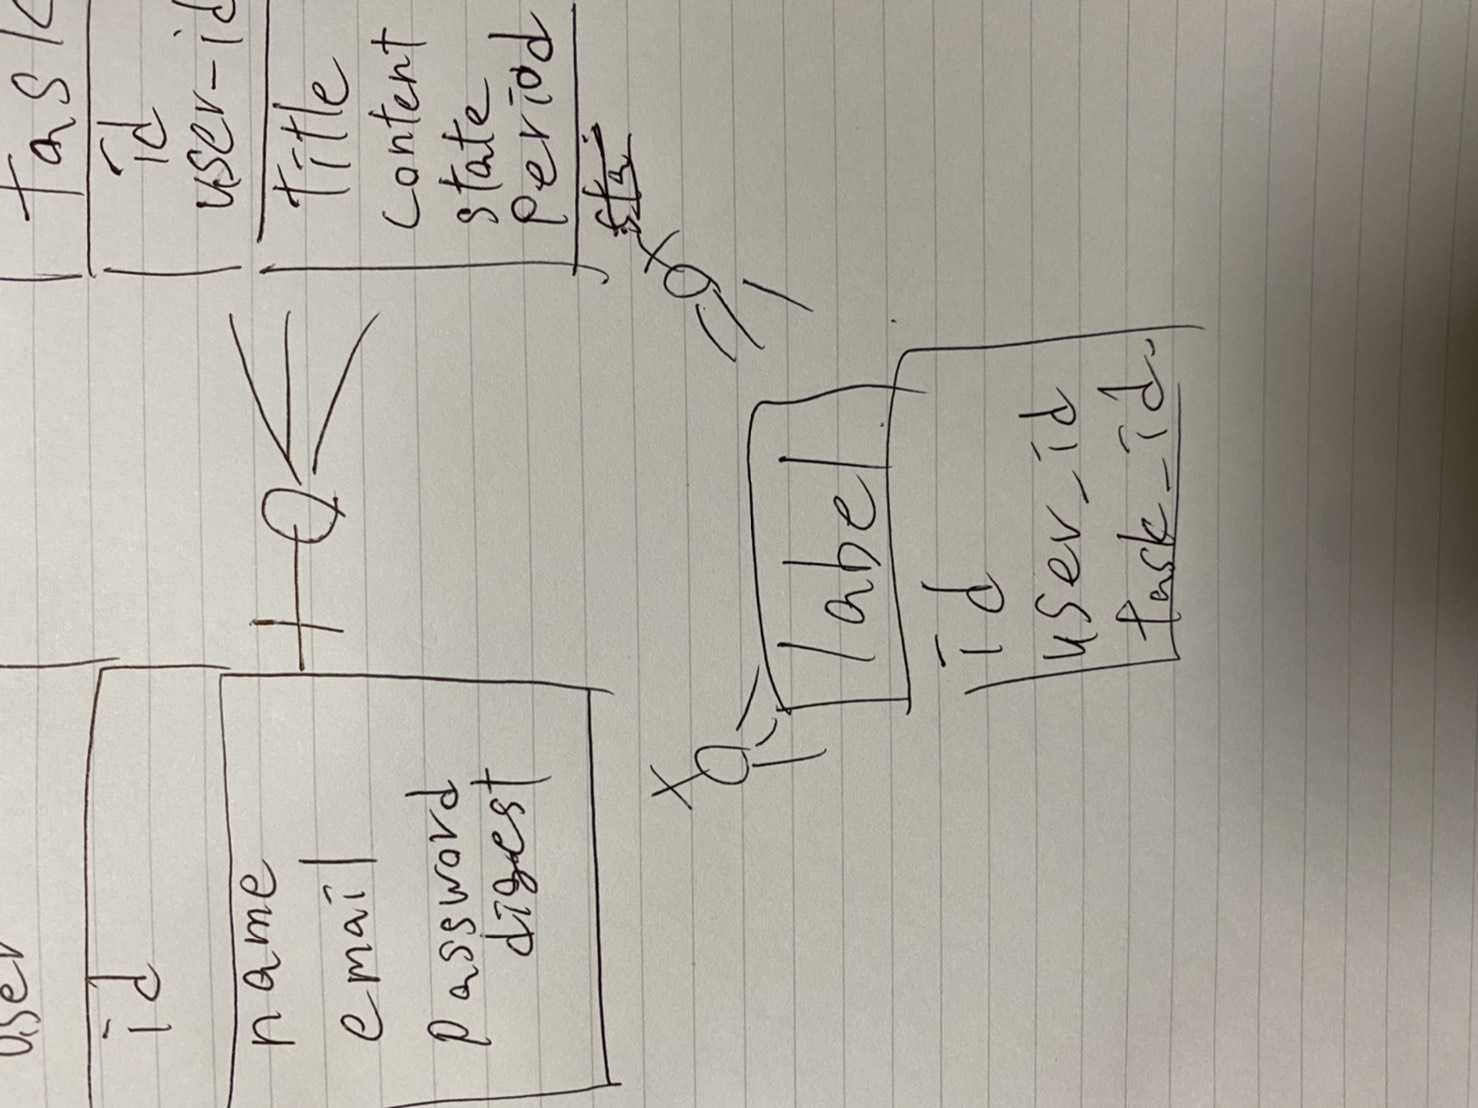 user
id
name
email
password
digest
task
id
user-id
title
content
state
period
label
id
user_id
task_id